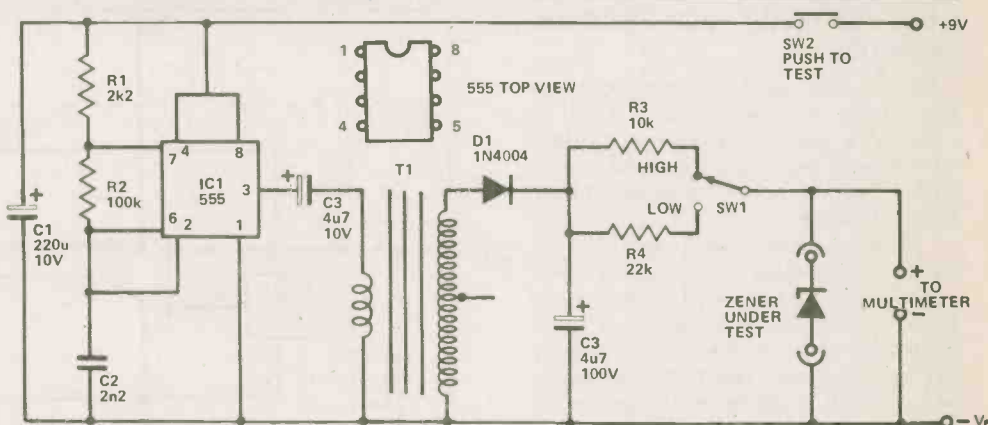 +9V
SW2
PUSH TO
TEST
R1
2k2
1
8
4
5
555 TOP VIEW
R3
10k
HIGH
D1
1N4004
T1
7
4
8
IC1
555
3
6
2
1
R2
100k
+
C1
220u
10V
+
C3
4u7
10V
LOW
SW1
R4
22k
+
C3
4u7
100V
ZENER
UNDER
TEST
+
TO
MULTIMETER
-
C2
2n2